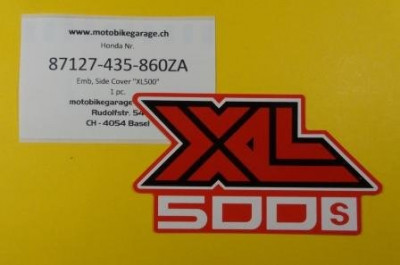 www.motobikegarage.ch
Honda Nr.
87127-435-860ZA
Emb, Side Cover "XL500"
1 pc.
motobikegarage
Rudolfstr. 54
CH - 4054 Basel
XL
500 S